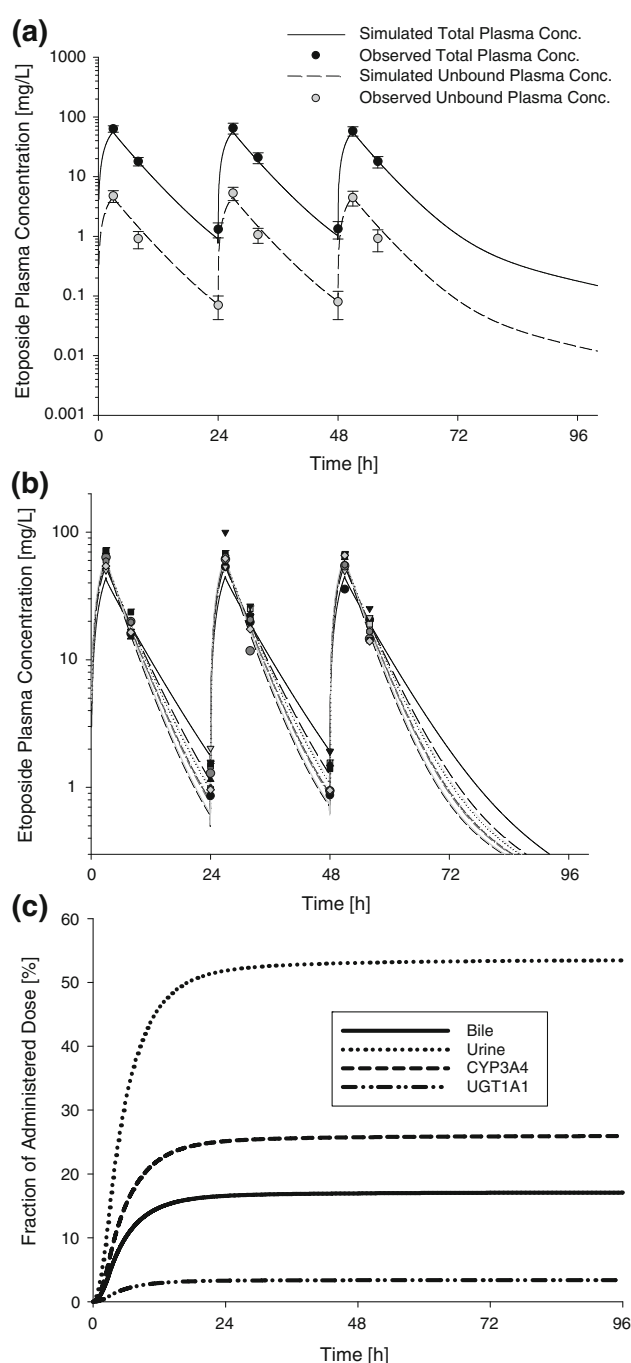 (a)
Simulated Total Plasma Conc.
Observed Total Plasma Conc.
Simulated Unbound Plasma Conc.
Observed Unbound Plasma Conc.
Etoposide Plasma Concentration [mg/L]
1000
100
10
1
0.1
0.01
0.001
0 24 48 72 96
Time [h]
(b)
Etoposide Plasma Concentration [mg/L]
100
10
1
0 24 48 72 96
Time [h]
(c)
Fraction of Administered Dose [%]
60
50
40
30
20
10
0
Bile
Urine
CYP3A4
UGT1A1
0 24 48 72 96
Time [h]